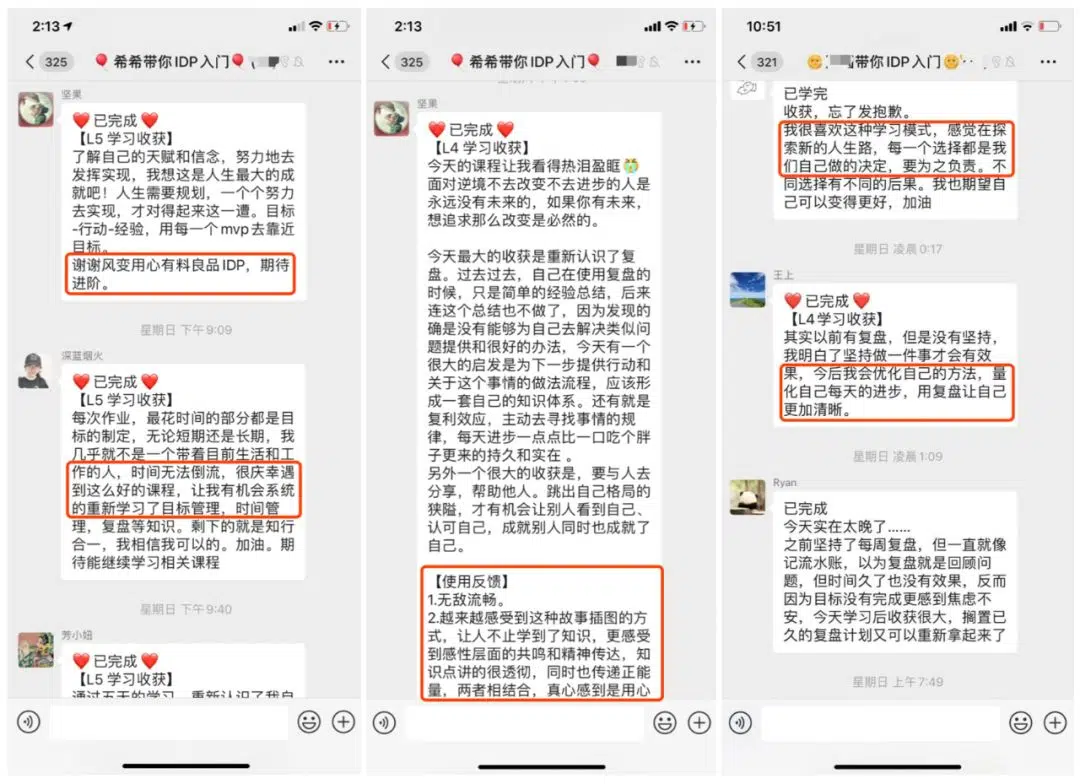 2:13
325
希希带你IDP入门
坚果
已完成
【L5 学习收获】
了解自己的天赋和信念，努力地去
发挥实现，我想这是人生最大的成
就吧！人生需要规划，一个个努力
去实现，才对得起来这一遭。目标
-行动-经验，用每一个mvp去靠近
目标。
谢谢风变用心有料良品IDP，期待
进阶。
星期日 下午9:09
深蓝烟火
已完成
【L5 学习收获】
每次作业，最花时间的部分都是目
标的制定，无论短期还是长期，我
几乎就不是一个带着目前生活和工
作的人，时间无法倒流，很庆幸遇
到这么好的课程，让我有机会系统
的重新学习了目标管理，时间管
理，复盘等知识。剩下的就是知行
合一，我相信我可以的。加油。期
待能继续学习相关课程
星期日 下午9:40
芳小妞
已完成
【L5 学习收获】
通过五天的学习，重新认识了我自
2:13
325
希希带你IDP入门
坚果
已完成
【L4 学习收获】
今天的课程让我看得热泪盈眶
面对逆境不去改变不去进步的人是
永远没有未来的，如果你有未来，
想追求那么改变是必然的。
今天最大的收获是重新认识了复
盘。过去过去，自己在使用复盘的
时候，只是简单的经验总结，后来
连这个总结也不做了，因为发现的
确是没有能够为自己去解决类似问
题提供和很好的办法，今天有一个
很大的启发是为下一步提供行动和
关于这个事情的做法流程，应该形
成一套自己的知识体系。还有就是
复利效应，主动去寻找事情的规
律，每天进步一点点比一口吃个胖
子更来的持久和实在 。
另外一个很大的收获是，要与人去
分享，帮助他人。跳出自己格局的
狭隘，才有机会让别人看到自己、
认可自己，成就别人同时也成就了
自己。
【使用反馈】
1.无敌流畅。
2.越来越感受到这种故事插图的方
式，让人不止学到了知识，更感受
到感性层面的共鸣和精神传达，知
识点讲的很透彻，同时也传递正能
量，两者相结合，真心感到是用心
10:51
321
带你IDP入门
已学完
收获，忘了发抱歉。
我很喜欢这种学习模式，感觉在探
索新的人生路，每一个选择都是我
们自己做的决定，要为之负责。不
同选择有不同的后果。我也期望自
己可以变得更好，加油
星期日 凌晨0:17
王上
已完成
【L4学习收获】
其实以前有复盘，但是没有坚持，
我明白了坚持做一件事才会有效
果，今后我会优化自己的方法，量
化自己每天的进步，用复盘让自己
更加清晰。
星期日 凌晨1:09
Ryan
已完成
今天实在太晚了……
之前坚持了每周复盘，但一直就像
记流水账，以为复盘就是回顾问
题，但时间久了也没有效果，反而
因为目标没有完成更感到焦虑不
安，今天学习后收获很大，搁置已
久的复盘计划又可以重新拿起来了
星期日 上午7:49